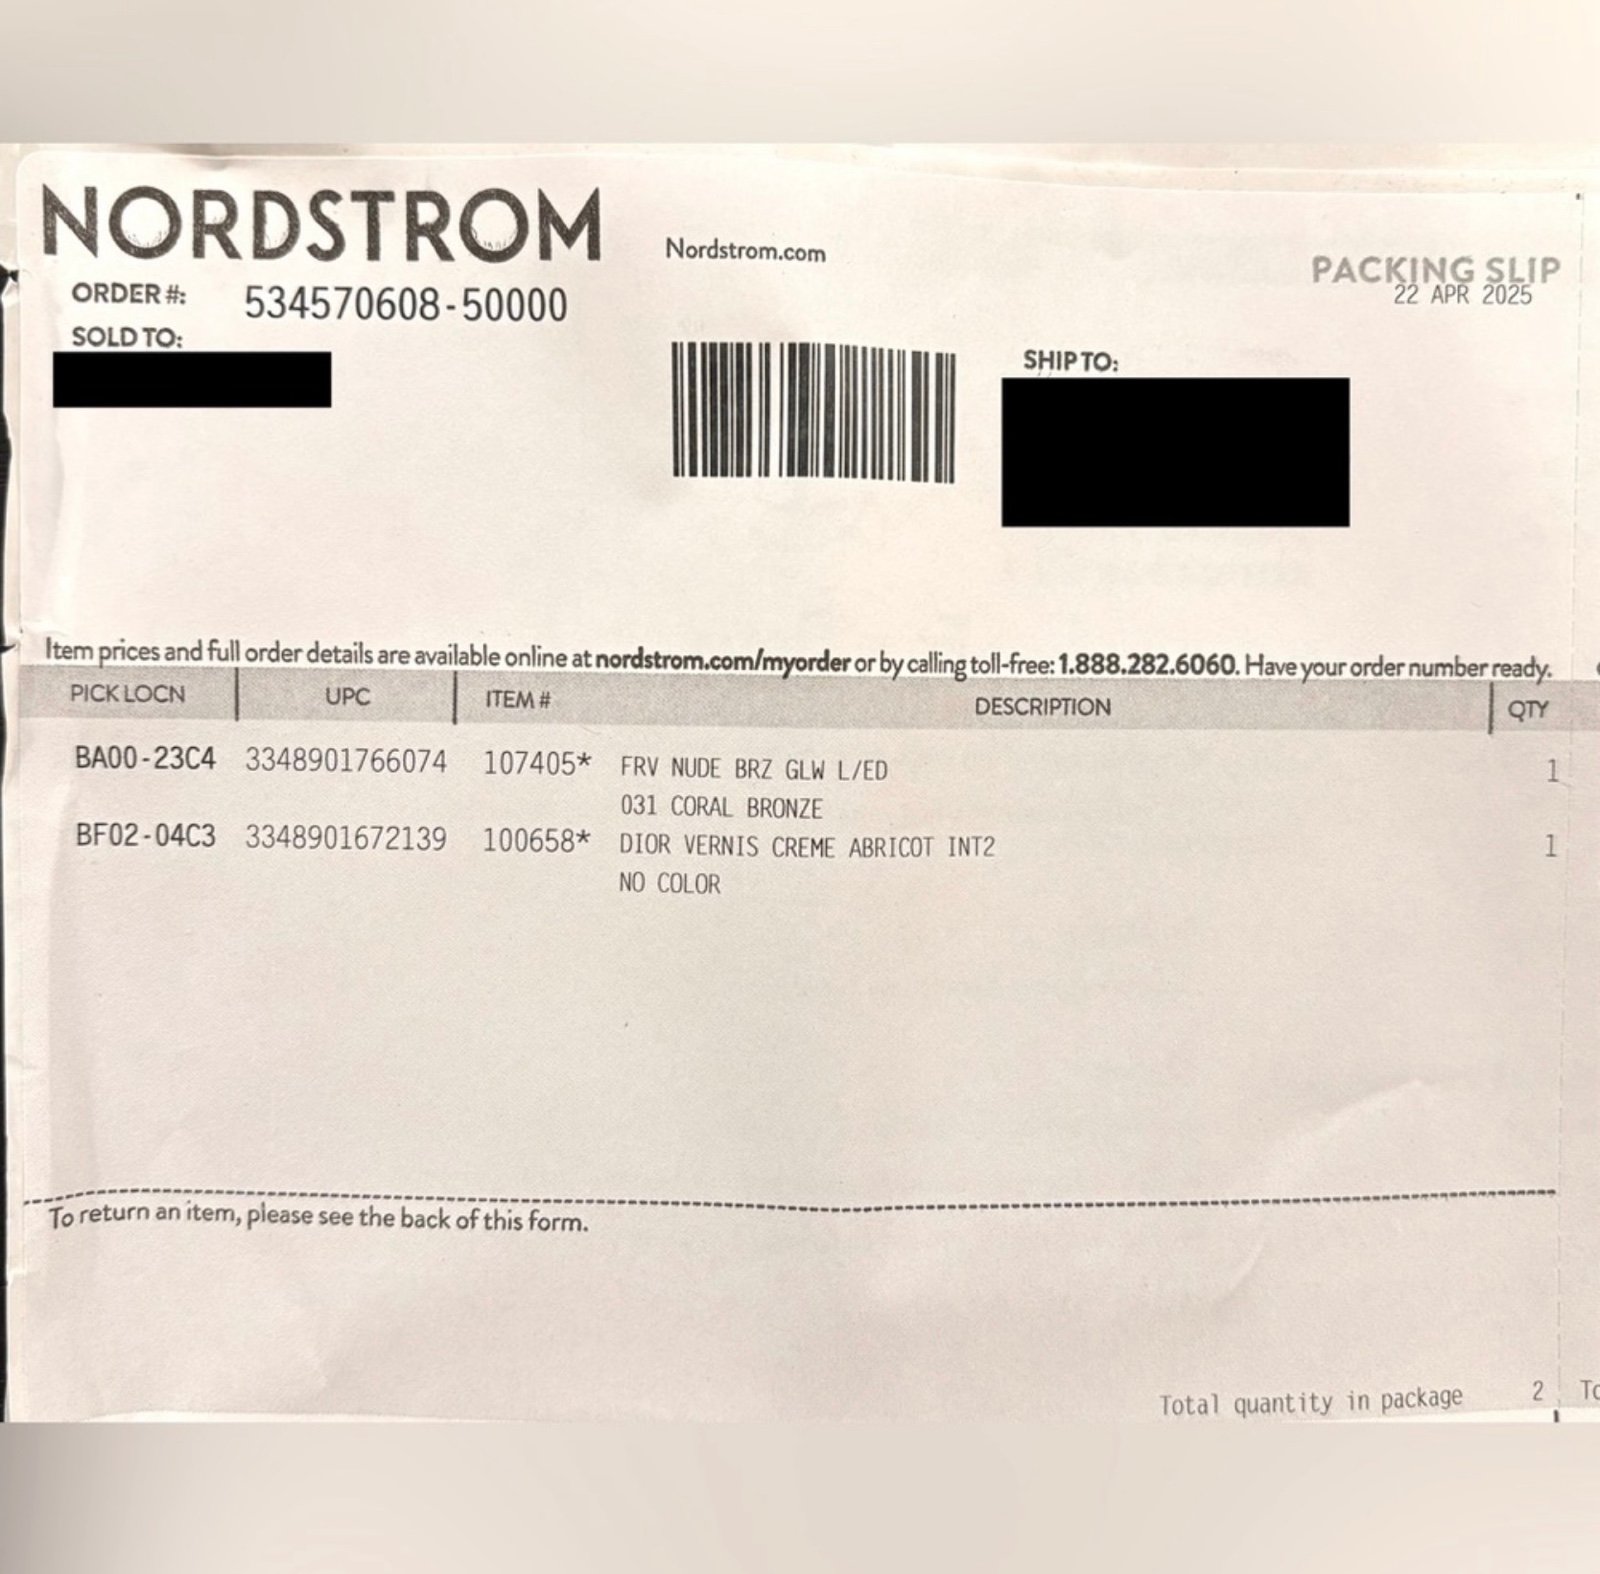 NORDSTROM
Nordstrom.com
PACKING SLIP
22 APR 2025
ORDER #: 534570608-50000
SOLD TO:
SHIP TO:
Item prices and full order details are available online at nordstrom.com/myorder or by calling toll-free: 1.888.282.6060. Have your order number ready.
PICK LOCN UPC ITEM # DESCRIPTION QTY
BA00-23C4 3348901766074 107405* FRV NUDE BRZ GLW L/ED 1
031 CORAL BRONZE
BF02-04C3 3348901672139 100658* DIOR VERNIS CREME ABRICOT INT2 1
NO COLOR
To return an item, please see the back of this form.
Total quantity in package 2